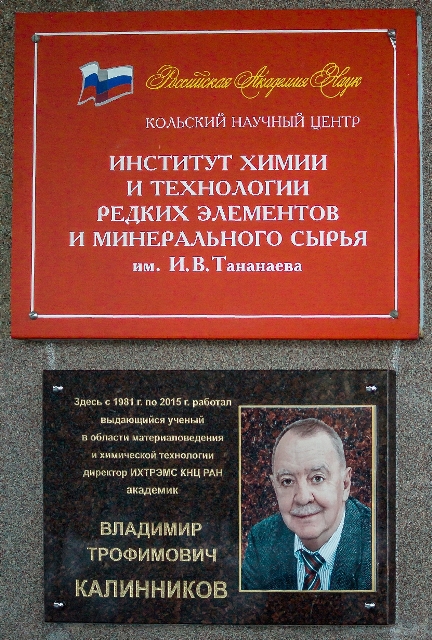 Российская Академия Наук
КОЛЬСКИЙ НАУЧНЫЙ ЦЕНТР
ИНСТИТУТ ХИМИИ
И ТЕХНОЛОГИИ
РЕДКИХ ЭЛЕМЕНТОВ
И МИНЕРАЛЬНОГО СЫРЬЯ
им. И.В.Тананаева
Здесь с 1981 г. по 2015 г. работал
выдающийся ученый
в области материаловедения
и химической технологии
директор ИХТРЭМС КНЦ РАН
академик
ВЛАДИМИР
ТРОФИМОВИЧ
КАЛИННИКОВ